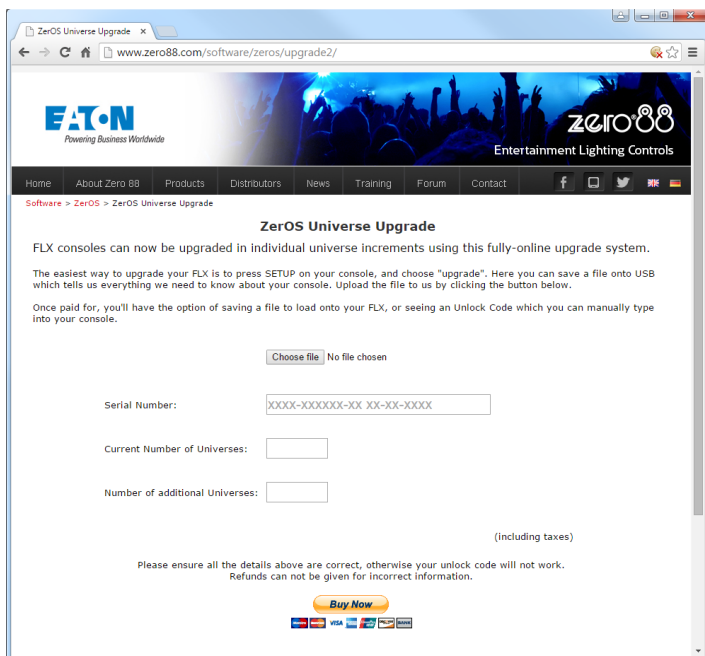 ZerOS Universe Upgrade
www.zero88.com/software/zeros/upgrade2/
EATON
Powering Business Worldwide
zero88
Entertainment Lighting Controls
Home About Zero 88 Products Distributors News Training Forum Contact
Software > ZerOS > ZerOS Universe Upgrade
ZerOS Universe Upgrade
FLX consoles can now be upgraded in individual universe increments using this fully-online upgrade system.
The easiest way to upgrade your FLX is to press SETUP on your console, and choose "upgrade". Here you can save a file onto USB
which tells us everything we need to know about your console. Upload the file to us by clicking the button below.
Once paid for, you'll have the option of saving a file to load onto your FLX, or seeing an Unlock Code which you can manually type
into your console.
Choose file No file chosen
Serial Number: XXXX-XXXXXX-XX XX-XX-XXXX
Current Number of Universes:
Number of additional Universes:
(including taxes)
Please ensure all the details above are correct, otherwise your unlock code will not work.
Refunds can not be given for incorrect information.
Buy Now
VISA